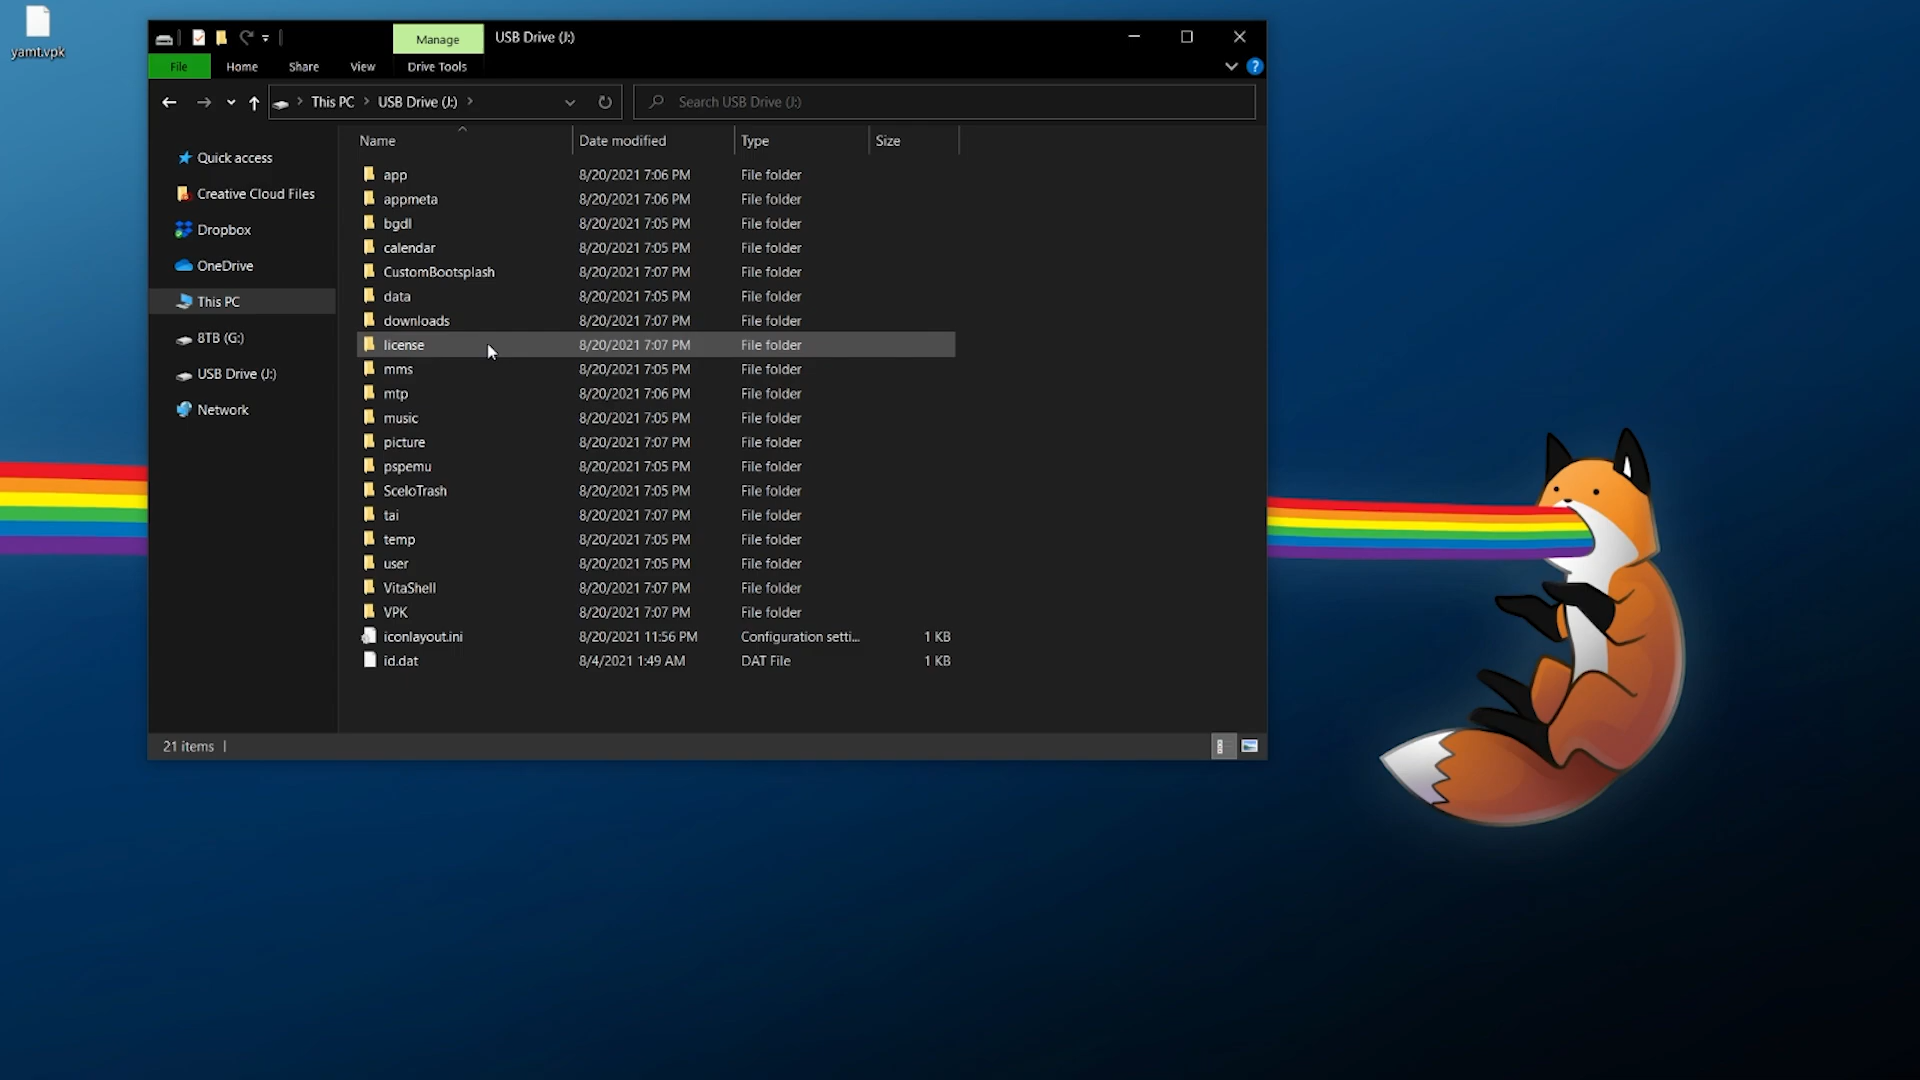 yamt.vpk
Manage
USB Drive (J:)
File
Home
Share
View
Drive Tools
?
This PC
USB Drive (J:)
Search USB Drive (J:)
Name
Date modified
Type
Size
Quick access
Creative Cloud Files
Dropbox
OneDrive
This PC
8TB (G:)
USB Drive (J:)
Network
app 8/20/2021 7:06 PM File folder
appmeta 8/20/2021 7:06 PM File folder
bgdl 8/20/2021 7:05 PM File folder
calendar 8/20/2021 7:05 PM File folder
CustomBootsplash 8/20/2021 7:07 PM File folder
data 8/20/2021 7:05 PM File folder
downloads 8/20/2021 7:07 PM File folder
license 8/20/2021 7:07 PM File folder
mms 8/20/2021 7:05 PM File folder
mtp 8/20/2021 7:06 PM File folder
music 8/20/2021 7:05 PM File folder
picture 8/20/2021 7:07 PM File folder
pspemu 8/20/2021 7:05 PM File folder
SceIoTrash 8/20/2021 7:05 PM File folder
tai 8/20/2021 7:07 PM File folder
temp 8/20/2021 7:05 PM File folder
user 8/20/2021 7:05 PM File folder
VitaShell 8/20/2021 7:07 PM File folder
VPK 8/20/2021 7:07 PM File folder
iconlayout.ini 8/20/2021 11:56 PM Configuration setti... 1 KB
id.dat 8/4/2021 1:49 AM DAT File 1 KB
21 items